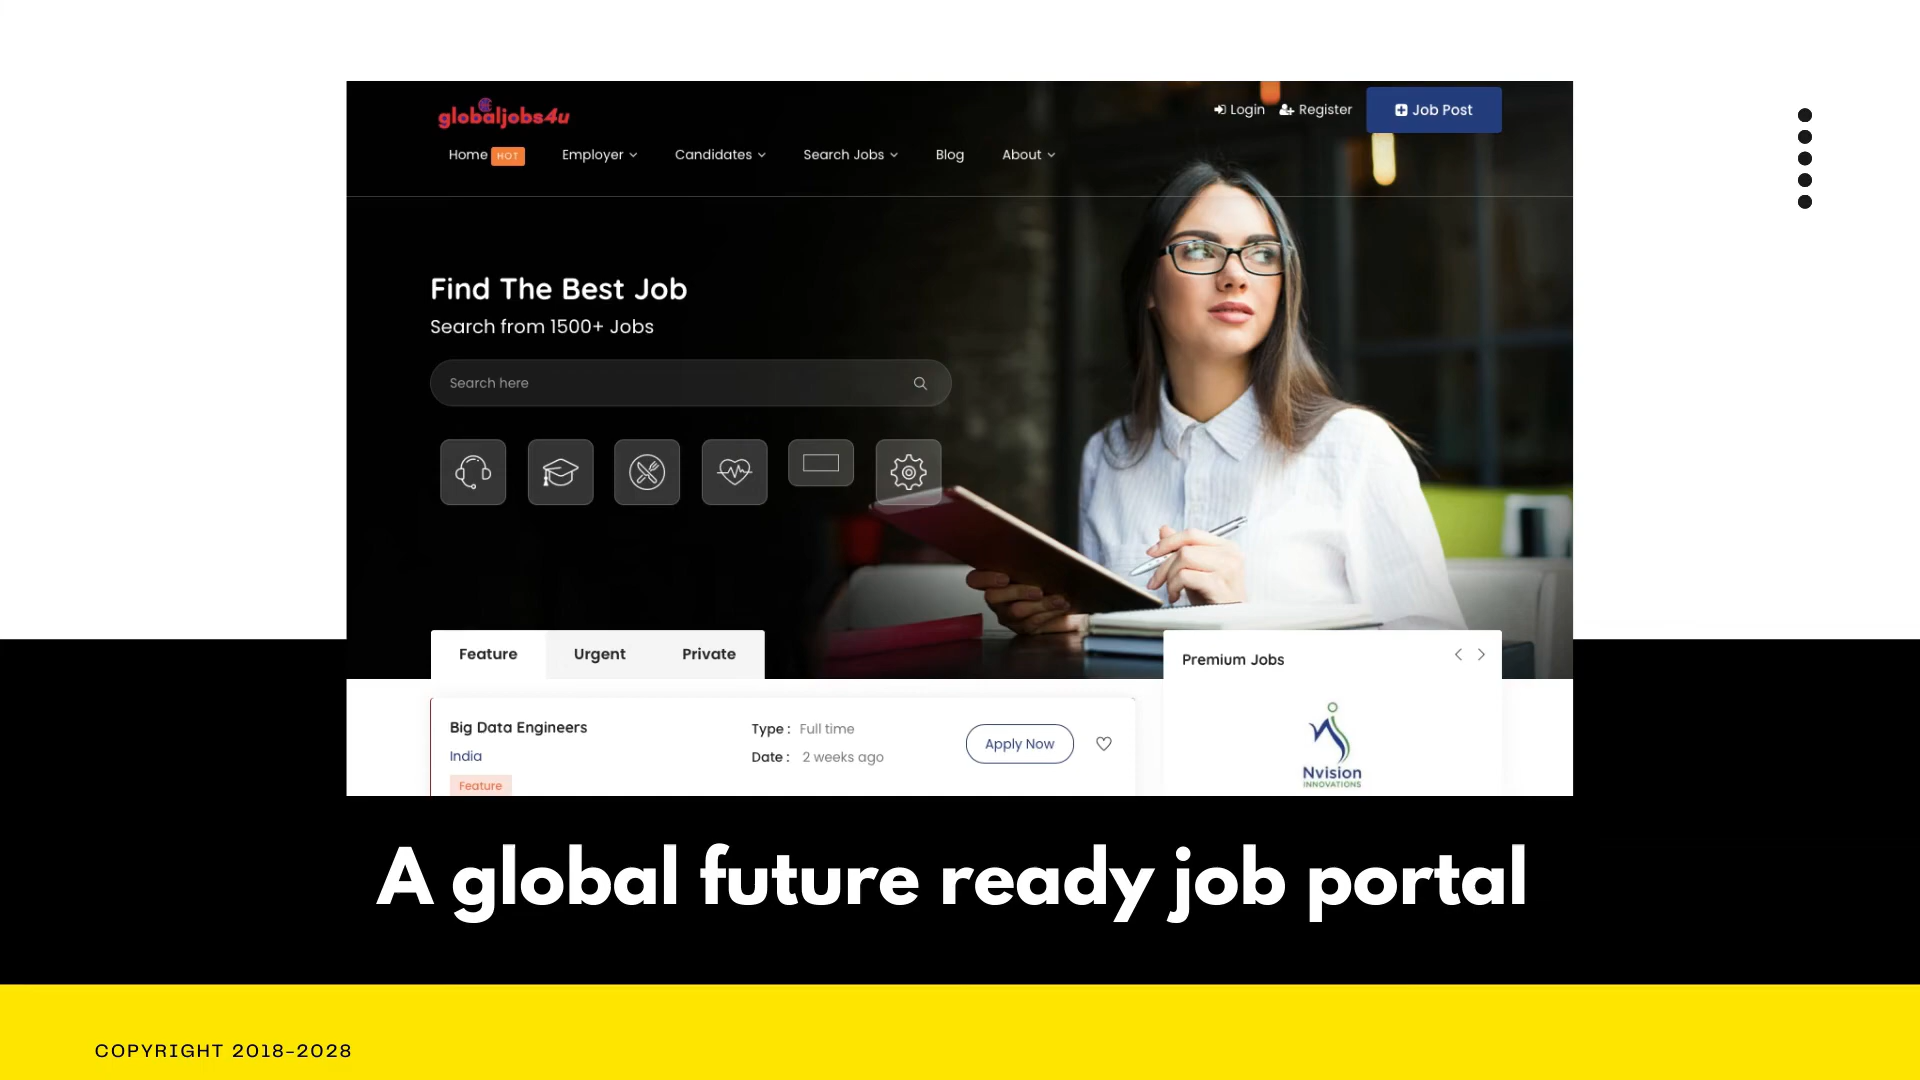 globaljobs4u
Login Register Job Post
Home HOT Employer Candidates Search Jobs Blog About
Find The Best Job
Search from 1500+ Jobs
Search here
Feature Urgent Private
Premium Jobs
Big Data Engineers
India
Feature
Type : Full time
Date : 2 weeks ago
Apply Now
Nvision
INNOVATIONS
A global future ready job portal
COPYRIGHT 2018-2028